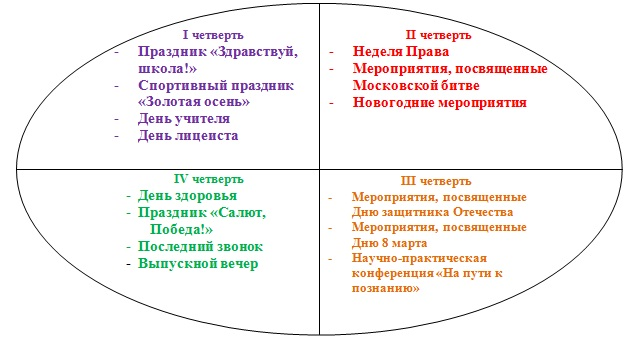 I четверть
- Праздник «Здравствуй,
школа!»
- Спортивный праздник
«Золотая осень»
- День учителя
- День лицеиста
II четверть
- Неделя Права
- Мероприятия, посвященные
Московской битве
- Новогодние мероприятия
IV четверть
- День здоровья
- Праздник «Салют,
Победа!»
- Последний звонок
- Выпускной вечер
III четверть
- Мероприятия, посвященные
Дню защитника Отечества
- Мероприятия, посвященные
Дню 8 марта
- Научно-практическая
конференция «На пути к
познанию»